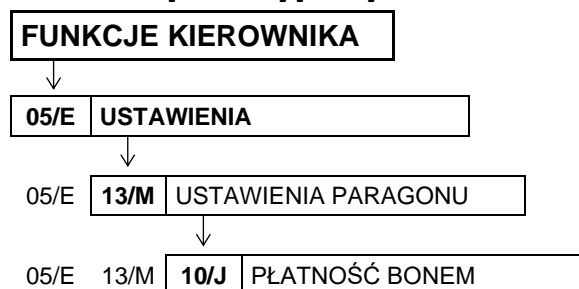 FUNKCJE KIEROWNIKA
05/E USTAWIENIA
05/E 13/M USTAWIENIA PARAGONU
05/E 13/M 10/J PŁATNOŚĆ BONEM